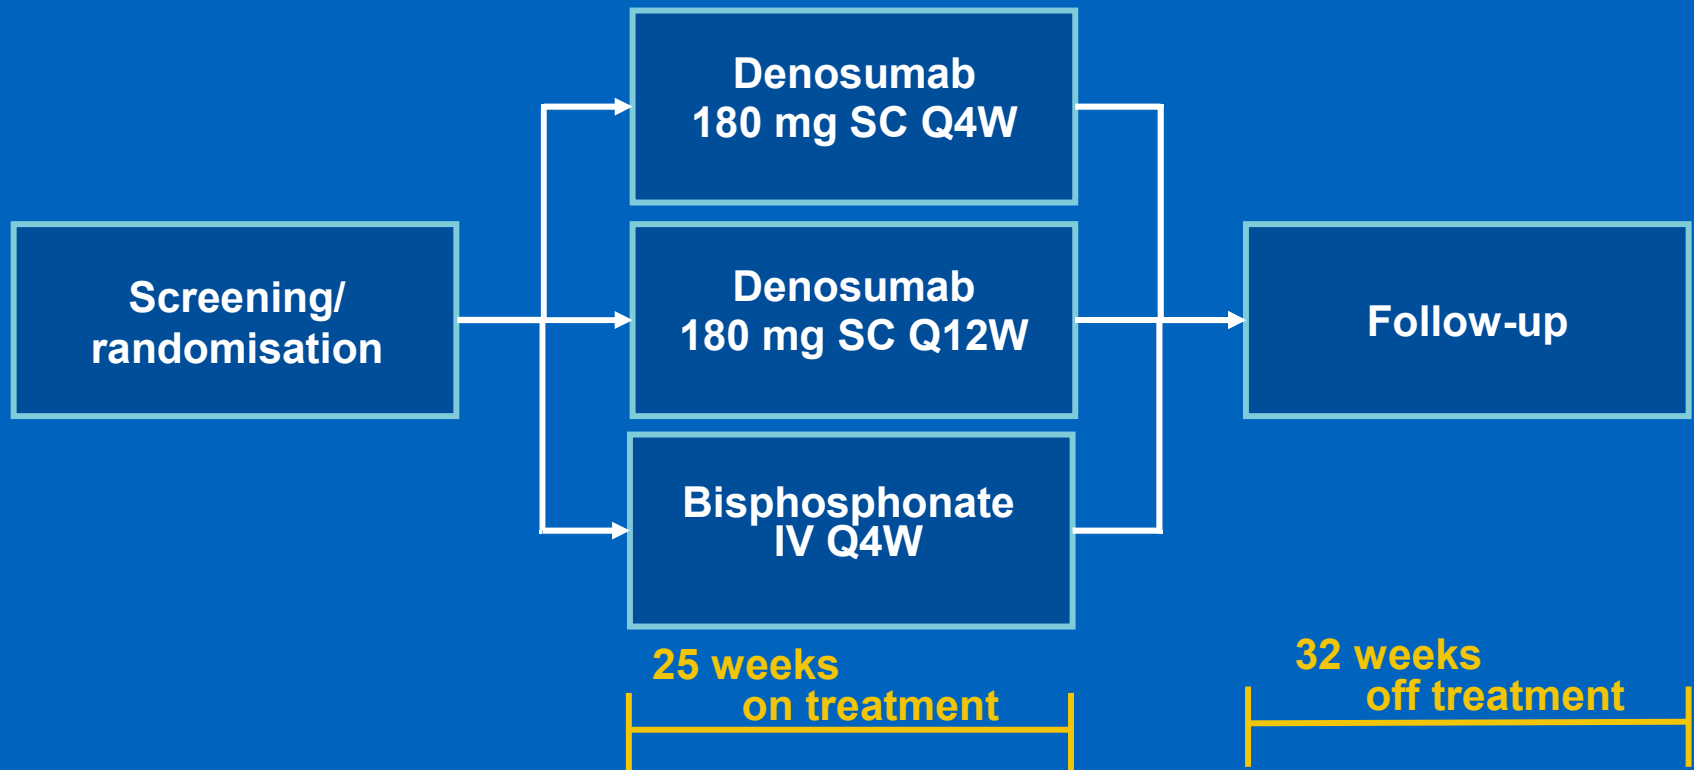 Screening/
randomisation
Denosumab
180 mg SC Q4W
Denosumab
180 mg SC Q12W
Bisphosphonate
IV Q4W
Follow-up
25 weeks
on treatment
32 weeks
off treatment